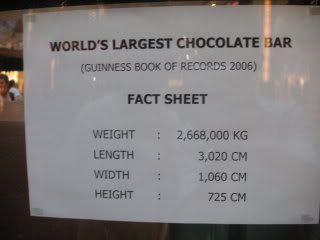 WORLD'S LARGEST CHOCOLATE BAR
(GUINNESS BOOK OF RECORDS 2006)
FACT SHEET
WEIGHT : 2,668,000 KG
LENGTH : 3,020 CM
WIDTH : 1,060 CM
HEIGHT : 725 CM